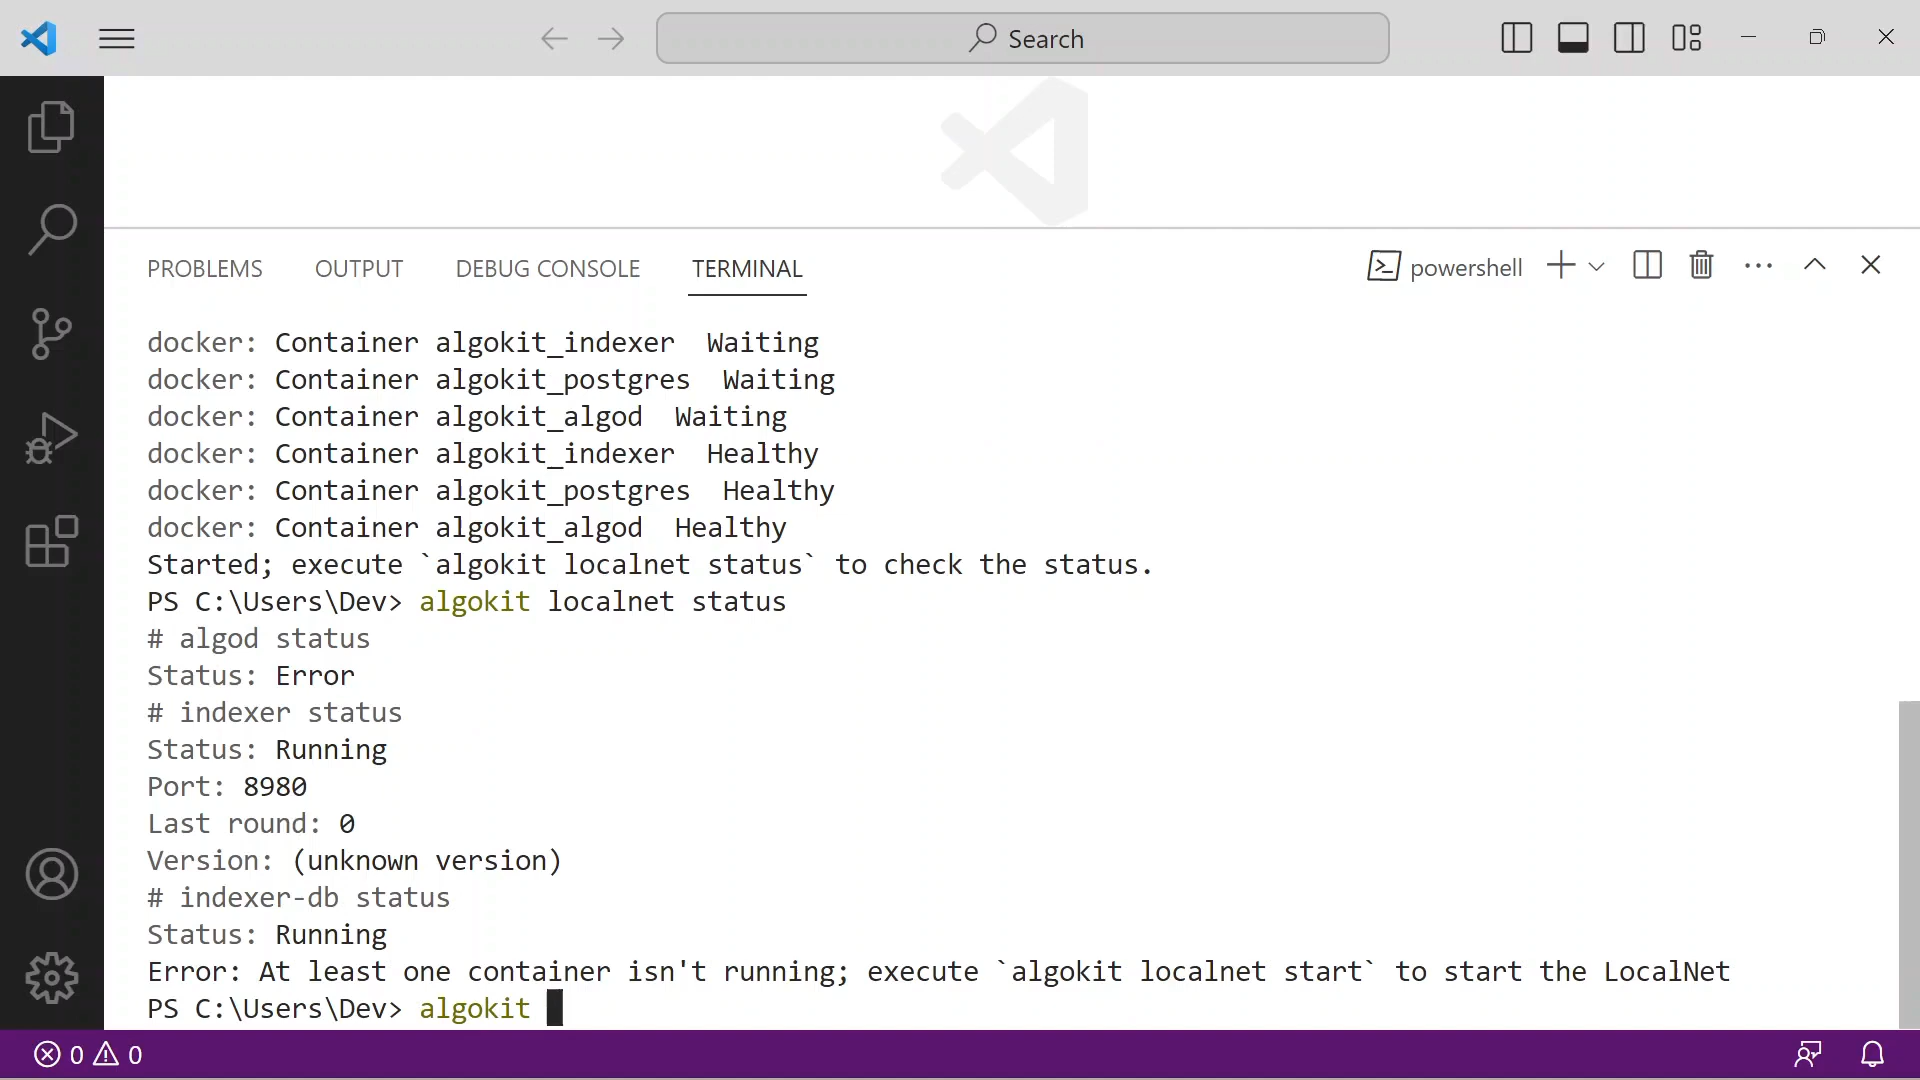 Search
PROBLEMS OUTPUT DEBUG CONSOLE TERMINAL powershell
docker: Container algokit_indexer  Waiting
docker: Container algokit_postgres  Waiting
docker: Container algokit_algod  Waiting
docker: Container algokit_indexer  Healthy
docker: Container algokit_postgres  Healthy
docker: Container algokit_algod  Healthy
Started; execute `algokit localnet status` to check the status.
PS C:\Users\Dev> algokit localnet status
# algod status
Status: Error
# indexer status
Status: Running
Port: 8980
Last round: 0
Version: (unknown version)
# indexer-db status
Status: Running
Error: At least one container isn't running; execute `algokit localnet start` to start the LocalNet
PS C:\Users\Dev> algokit
0 0